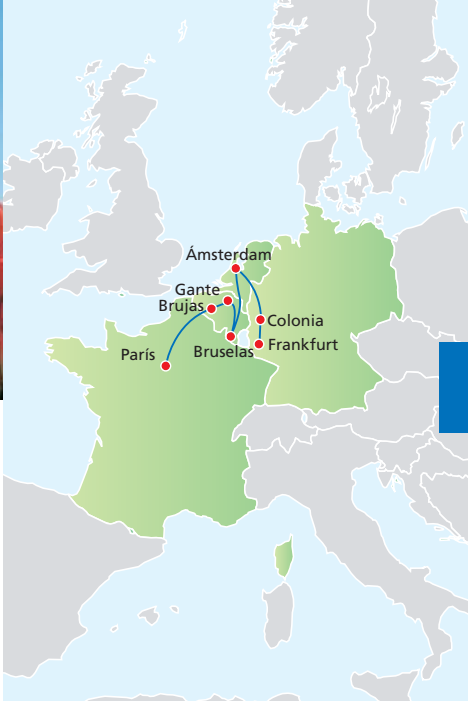 Ámsterdam
Gante
Brujas
Colonia
París
Bruselas
Frankfurt